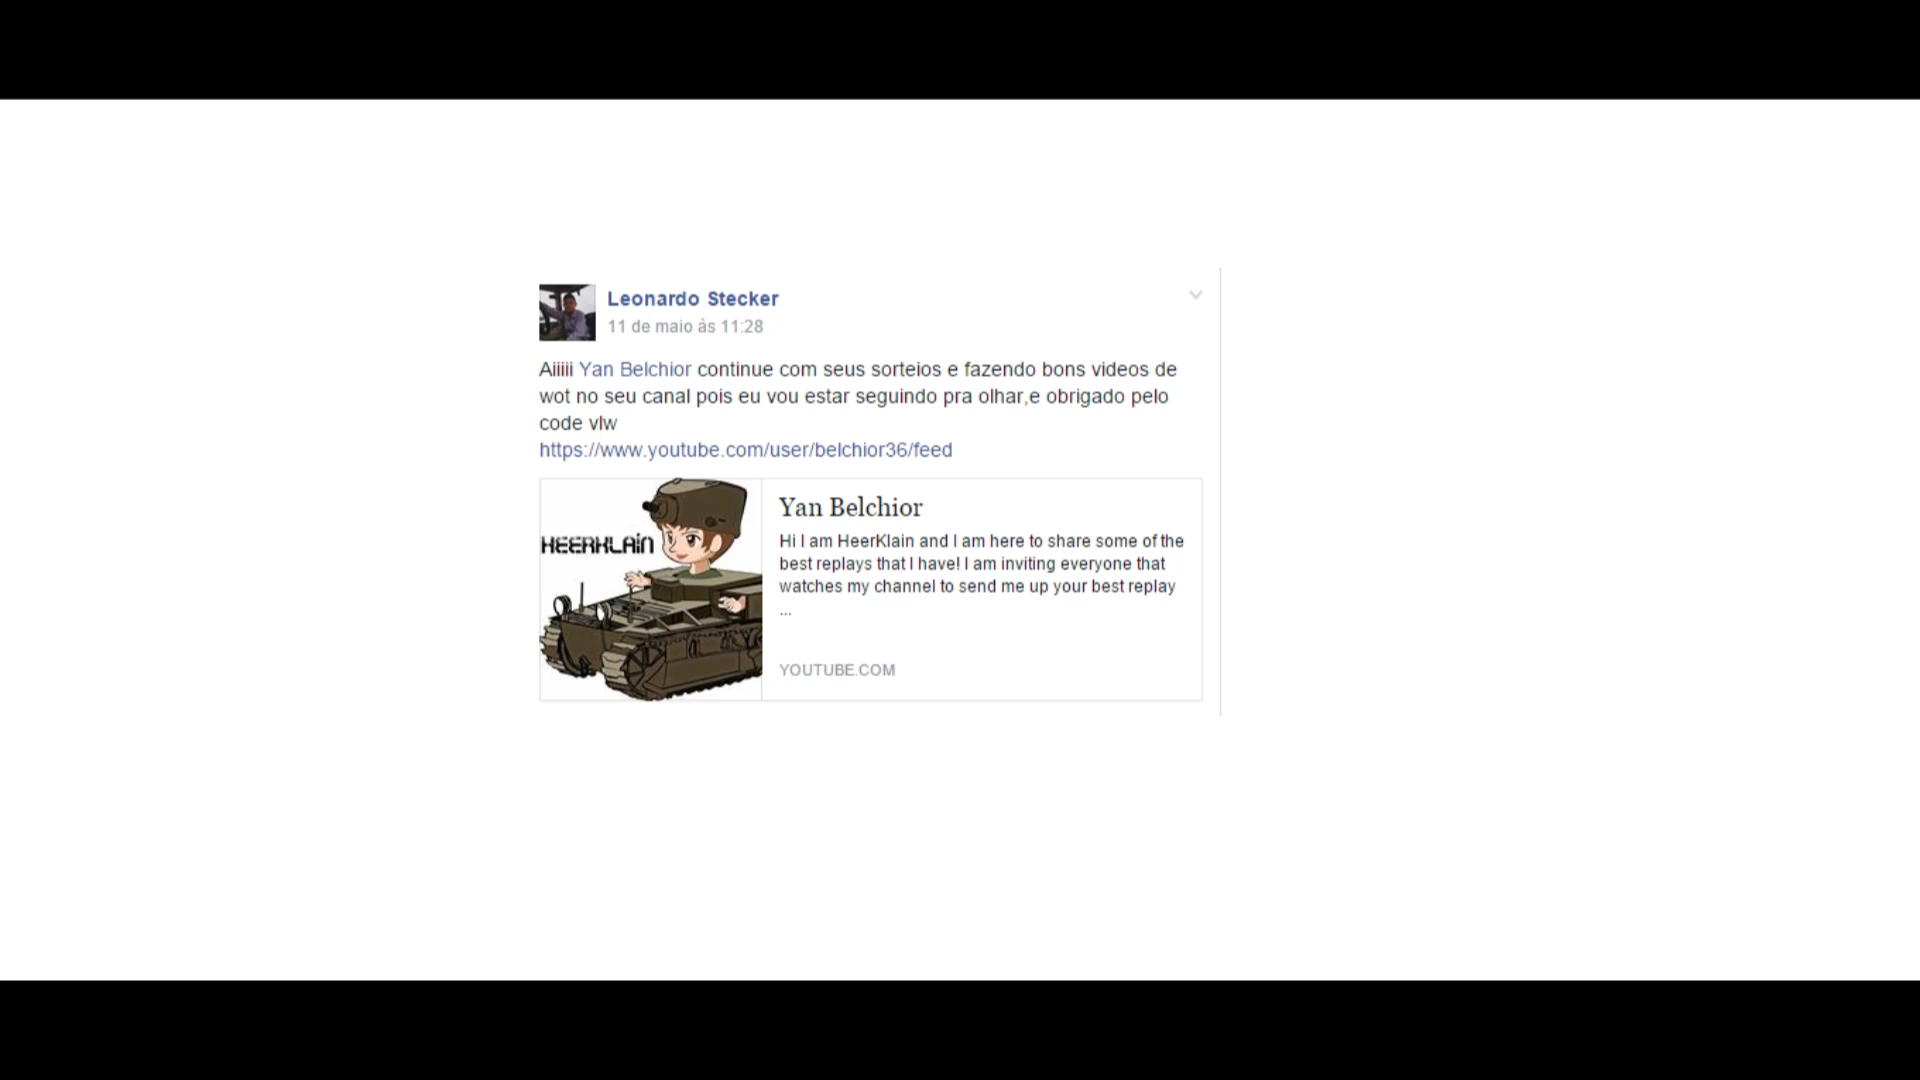 Leonardo Stecker
11 de maio às 11:28
Aiiiii Yan Belchior continue com seus sorteios e fazendo bons videos de
wot no seu canal pois eu vou estar seguindo pra olhar,e obrigado pelo
code vlw
https://www.youtube.com/user/belchior36/feed
HEERKLAiN
Yan Belchior
Hi I am HeerKlain and I am here to share some of the
best replays that I have! I am inviting everyone that
watches my channel to send me up your best replay
...
YOUTUBE.COM